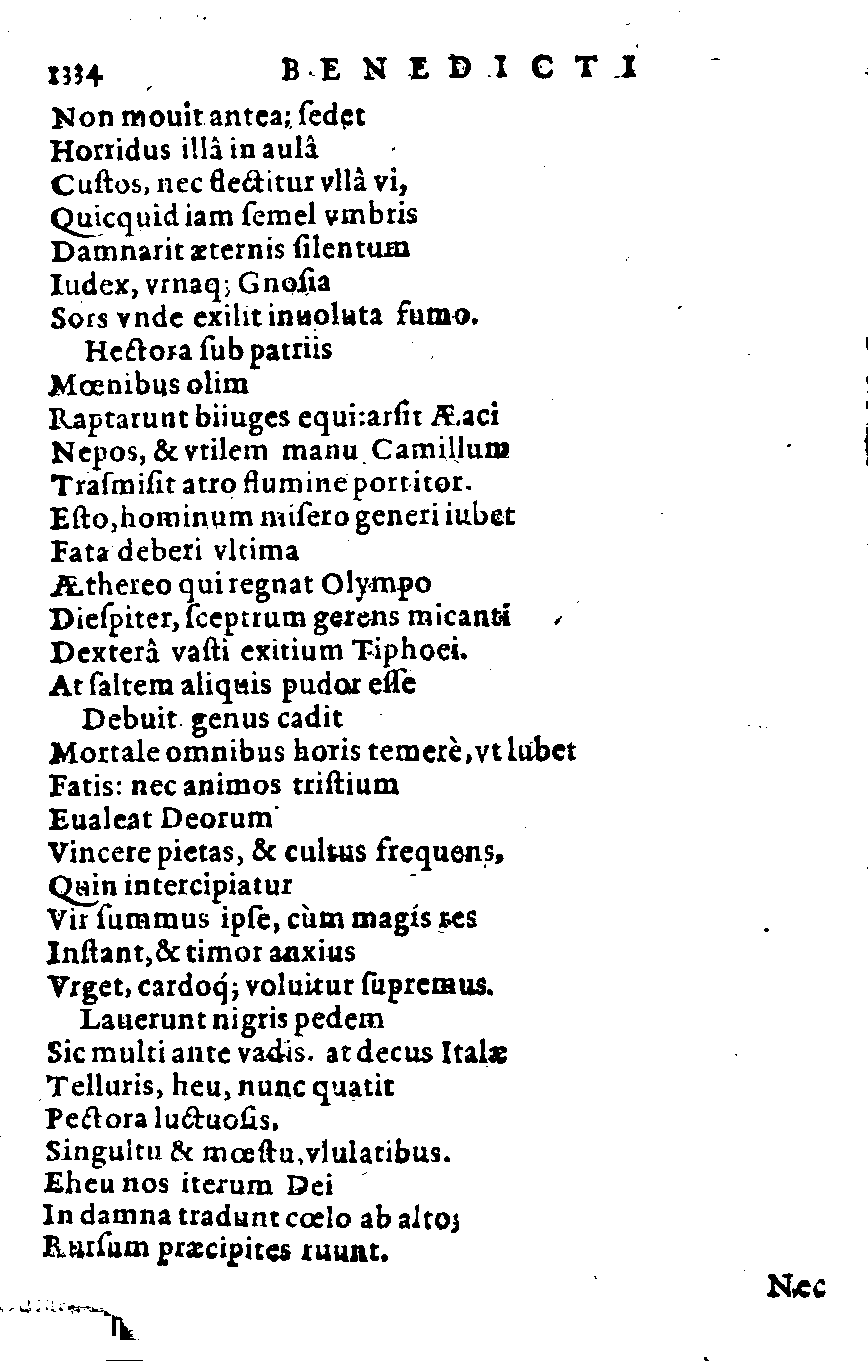 1334 BENEDICTI
Non mouit antea; ſedet
Horridus illâ in aulâ
Cuſtos, nec flectitur vllâ vi,
Quicquid iam ſemel vmbris
Damnarit æternis ſilentum
Iudex, vrnaq; Gnoſia
Sors vnde exilit inuoluta fumo.
Hectora ſub patriis
Mœnibus olim
Raptarunt biiuges equi: arſit Æaci
Nepos, & vtilem manu Camillum
Traſmiſit atro flumine portitor.
Eſto, hominum miſero generi iubet
Fata deberi vltima
Æthereo qui regnat Olympo
Dieſpiter, ſceptrum gerens micanti
Dexterâ vaſti exitium Tiphoei.
At ſaltem aliquis pudor eſſe
Debuit. genus cadit
Mortale omnibus horis temerè, vt lubet
Fatis: nec animos triſtium
Eualeat Deorum
Vincere pietas, & cultus frequens,
Quin intercipiatur
Vir ſummus ipſe, cùm magis res
Inſtant, & timor anxius
Vrget, cardoq́; voluitur ſupremus.
Lauerunt nigris pedem
Sic multi ante vadis. at decus Italæ
Telluris, heu, nunc quatit
Pectora luctuoſis,
Singultu & mœſtu, vlulatibus.
Eheu nos iterum Dei
In damna tradunt cœlo ab alto;
Rurſum præcipites ruunt.
Nec